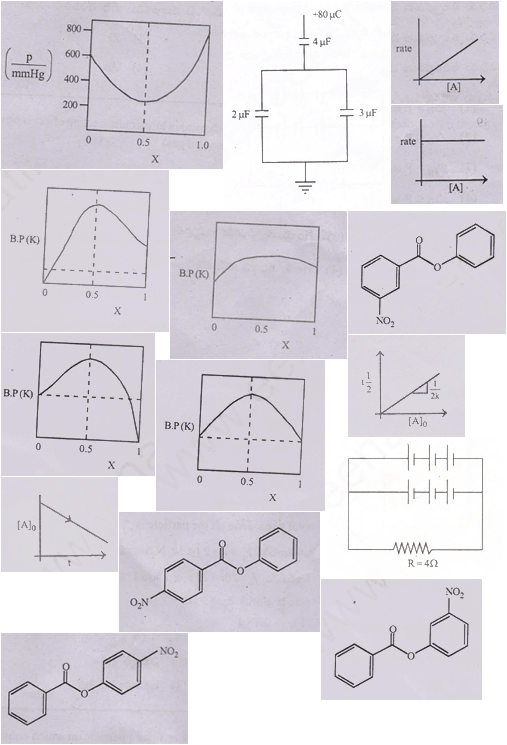 800
600
400
200
( p / mmHg )
0 0.5 1.0
X
+80 μC
4 μF
2 μF
3 μF
rate
[A]
rate
[A]
B.P (K)
0 0.5 1
X
B.P (K)
0 1
X
O
O
NO₂
B.P (K)
0 0.5 1
X
B.P (K)
0 0.5 1
X
t 1/2
1/2k
[A]₀
[A]₀
t
R = 4Ω
O
O
O₂N
NO₂
O
O
O
O
NO₂